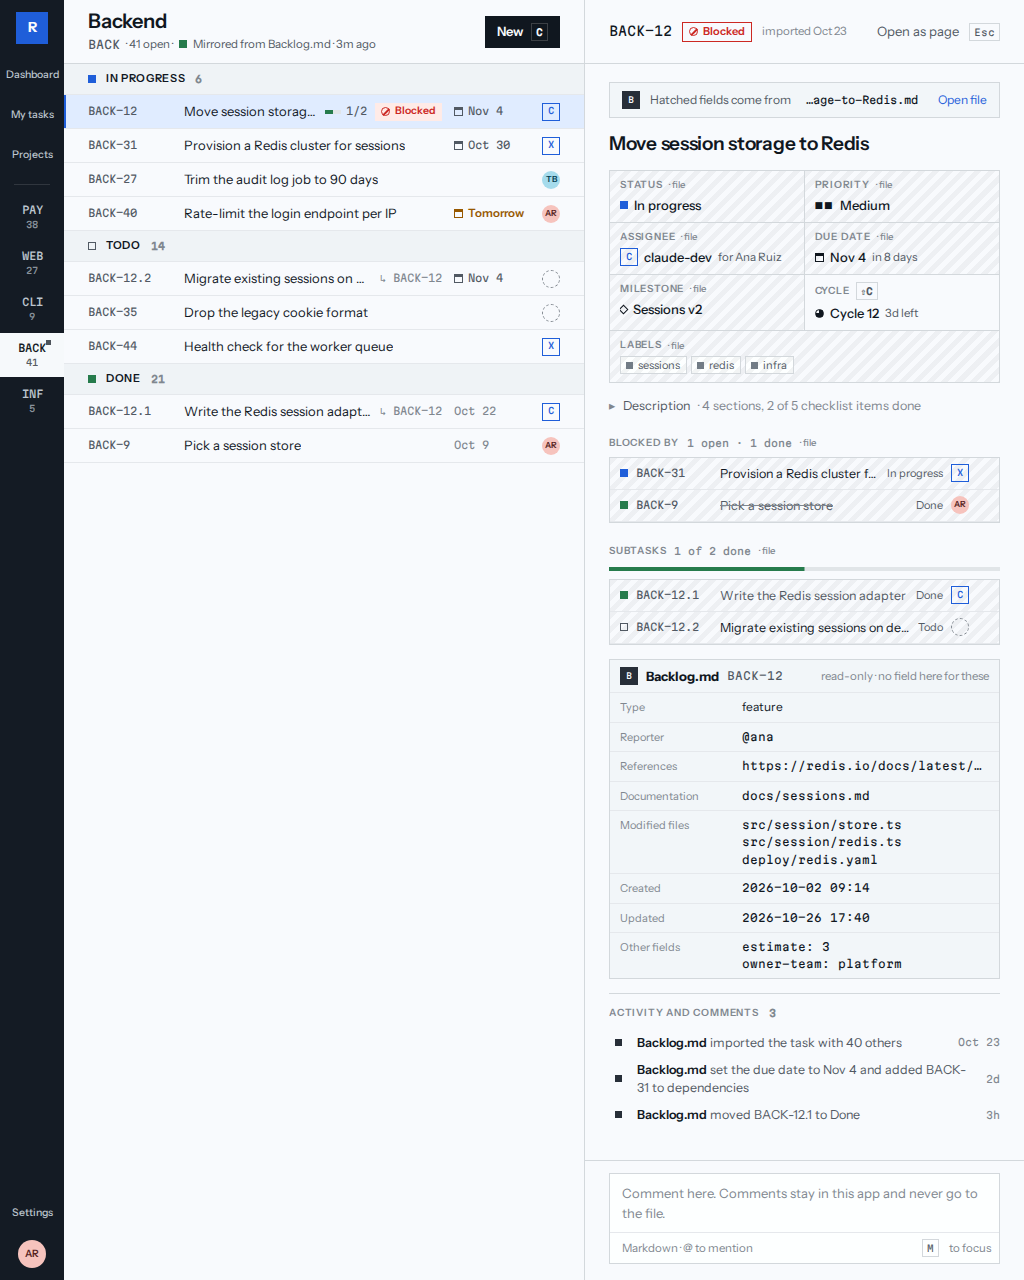 R
Dashboard
My tasks
Projects
PAY
38
WEB
27
CLI
9
BACK
41
INF
5
Settings
AR
Backend
BACK · 41 open · Mirrored from Backlog.md · 3m ago
New C
IN PROGRESS 6
BACK-12 Move session storag… 1/2 Blocked Nov 4 C
BACK-31 Provision a Redis cluster for sessions Oct 30 X
BACK-27 Trim the audit log job to 90 days TB
BACK-40 Rate-limit the login endpoint per IP Tomorrow AR
TODO 14
BACK-12.2 Migrate existing sessions on … ↳ BACK-12 Nov 4
BACK-35 Drop the legacy cookie format
BACK-44 Health check for the worker queue X
DONE 21
BACK-12.1 Write the Redis session adapt… ↳ BACK-12 Oct 22 C
BACK-9 Pick a session store Oct 9 AR
BACK-12 Blocked imported Oct 23 Open as page Esc
B Hatched fields come from …age-to-Redis.md Open file
Move session storage to Redis
STATUS · file PRIORITY · file
In progress Medium
ASSIGNEE · file DUE DATE · file
C claude-dev for Ana Ruiz Nov 4 in 8 days
MILESTONE · file CYCLE ⇧C
Sessions v2 Cycle 12 3d left
LABELS · file
sessions redis infra
▸ Description · 4 sections, 2 of 5 checklist items done
BLOCKED BY 1 open · 1 done · file
BACK-31 Provision a Redis cluster f… In progress X
BACK-9 Pick a session store Done AR
SUBTASKS 1 of 2 done · file
BACK-12.1 Write the Redis session adapter Done C
BACK-12.2 Migrate existing sessions on de… Todo
B Backlog.md BACK-12 read-only · no field here for these
Type feature
Reporter @ana
References https://redis.io/docs/latest/…
Documentation docs/sessions.md
Modified files src/session/store.ts
src/session/redis.ts
deploy/redis.yaml
Created 2026-10-02 09:14
Updated 2026-10-26 17:40
Other fields estimate: 3
owner-team: platform
ACTIVITY AND COMMENTS 3
Backlog.md imported the task with 40 others Oct 23
Backlog.md set the due date to Nov 4 and added BACK-
31 to dependencies 2d
Backlog.md moved BACK-12.1 to Done 3h
Comment here. Comments stay in this app and never go to
the file.
Markdown · @ to mention M to focus